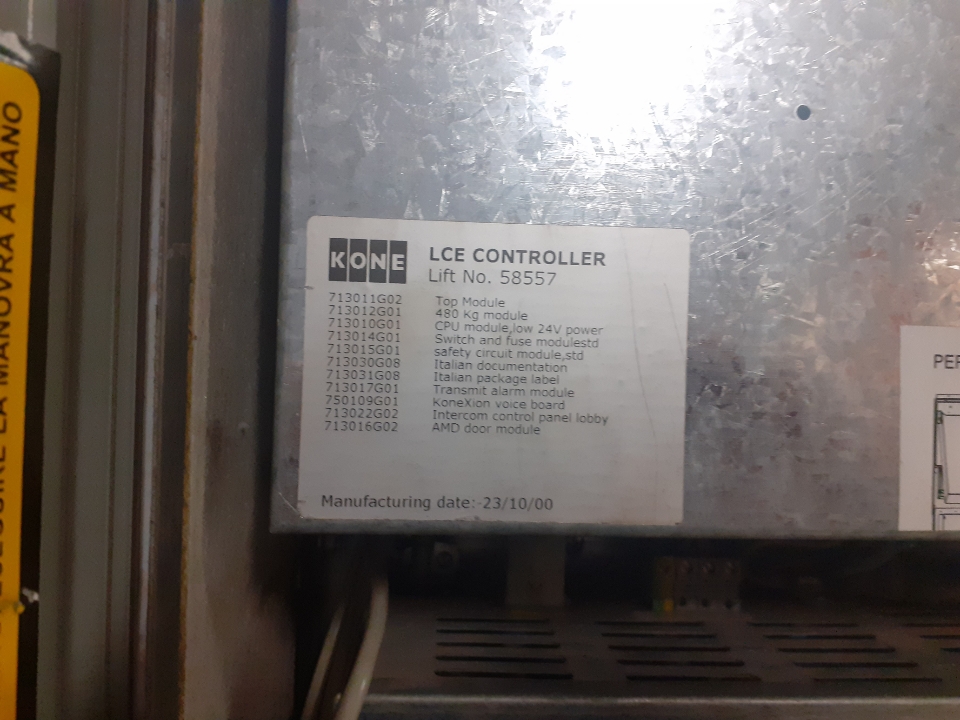 KONE
LCE CONTROLLER
Lift No. 58557
713011G02 Top Module
713012G01 480 Kg module
713010G01 CPU module,low 24V power
713014G01 Switch and fuse modulestd
713015G01 safety circuit module,std
713030G08 Italian documentation
713031G08 Italian package label
713017G01 Transmit alarm module
750109G01 KoneXion voice board
713022G02 Intercom control panel lobby
713016G02 AMD door module
Manufacturing date:-23/10/00
LA MANOVRA A MANO
PER